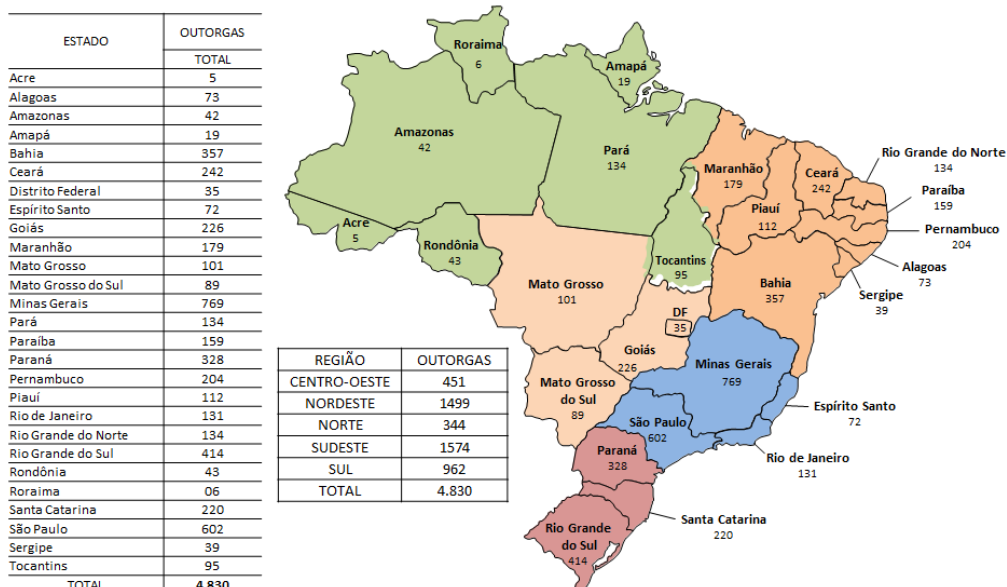 ESTADO OUTORGAS
TOTAL
Acre 5
Alagoas 73
Amazonas 42
Amapá 19
Bahia 357
Ceará 242
Distrito Federal 35
Espírito Santo 72
Goiás 226
Maranhão 179
Mato Grosso 101
Mato Grosso do Sul 89
Minas Gerais 769
Pará 134
Paraíba 159
Paraná 328
Pernambuco 204
Piauí 112
Rio de Janeiro 131
Rio Grande do Norte 134
Rio Grande do Sul 414
Rondônia 43
Roraima 06
Santa Catarina 220
São Paulo 602
Sergipe 39
Tocantins 95
TOTAL 4.830
REGIÃO OUTORGAS
CENTRO-OESTE 451
NORDESTE 1499
NORTE 344
SUDESTE 1574
SUL 962
TOTAL 4.830
Roraima
6
Amapá
19
Amazonas
42
Pará
134
Maranhão
179
Ceará
242
Rio Grande do Norte
134
Paraíba
159
Piauí
112
Pernambuco
204
Acre
5
Rondônia
43
Tocantins
95
Alagoas
73
Mato Grosso
101
Bahia
357
Sergipe
39
DF
35
Goiás
226
Minas Gerais
769
Mato Grosso
do Sul
89
Espírito Santo
72
São Paulo
602
Rio de Janeiro
131
Paraná
328
Santa Catarina
220
Rio Grande
do Sul
414